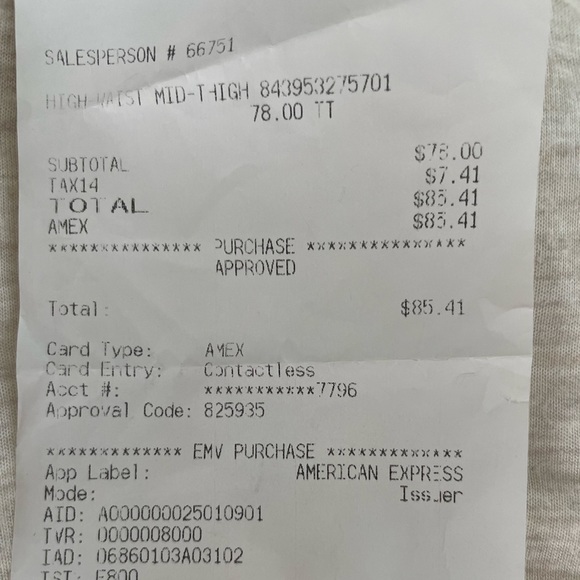 SALESPERSON # 66751
HIGH-WAIST MID-THIGH 843953275701
78.00 TT
SUBTOTAL $78.00
TAX14 $7.41
TOTAL $85.41
AMEX $85.41
*************** PURCHASE ***************
APPROVED
Total: $85.41
Card Type: AMEX
Card Entry: Contactless
Acct #: ***********7796
Approval Code: 825935
************* EMV PURCHASE *************
App Label: AMERICAN EXPRESS
Mode: Issuer
AID: A000000025010901
TVR: 0000008000
IAD: 06860103A03102
TSI: E800